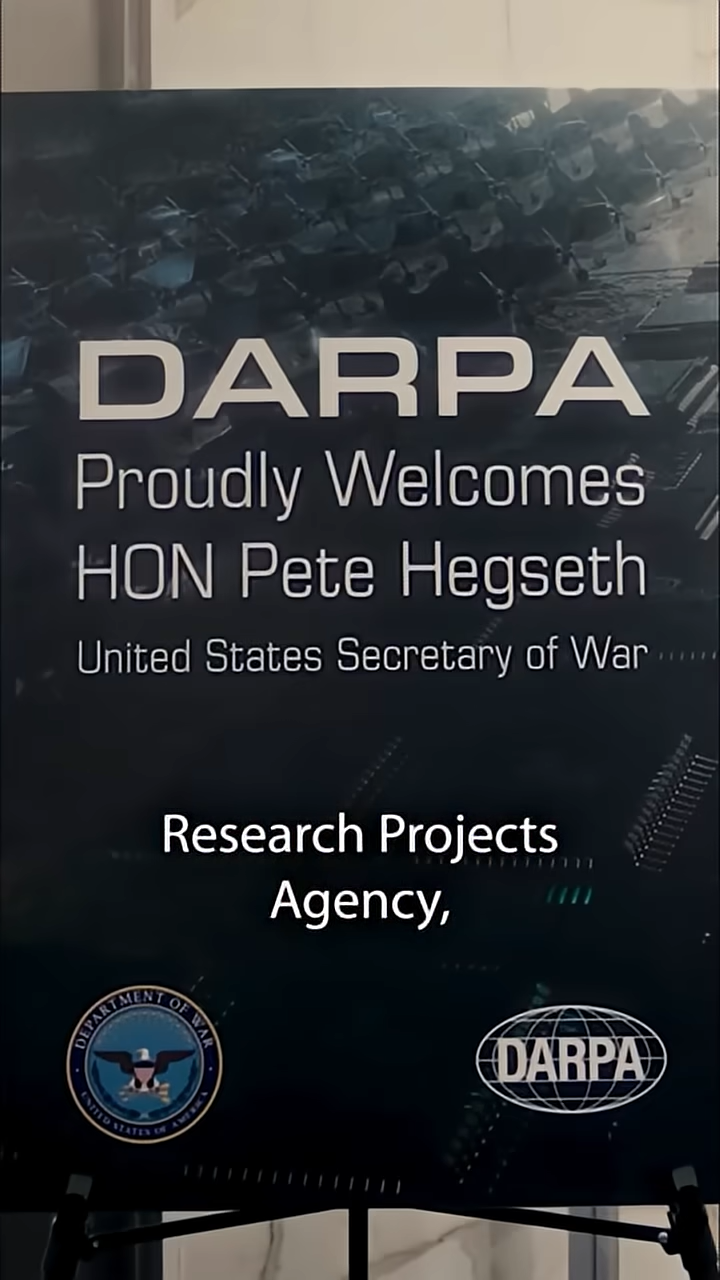 DARPA
Proudly Welcomes
HON Pete Hegseth
United States Secretary of War
Research Projects
Agency,
DEPARTMENT OF WAR
UNITED STATES OF AMERICA
DARPA